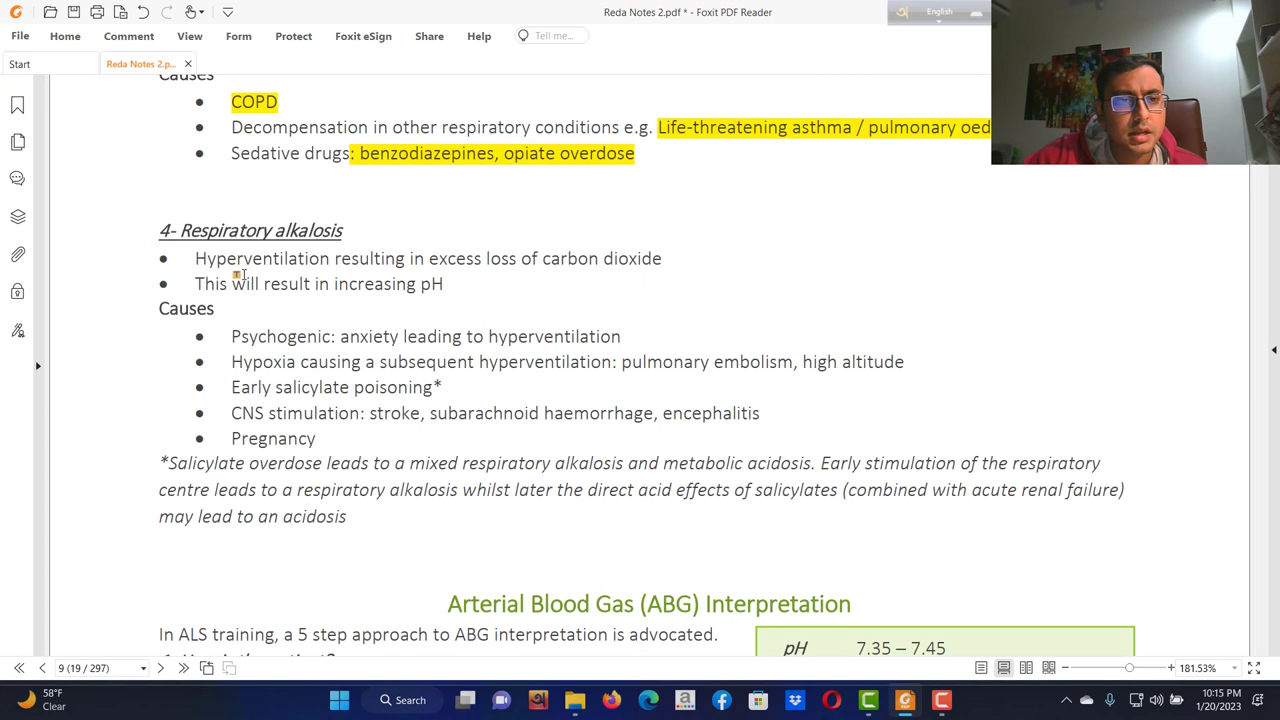 Reda Notes 2.pdf * - Foxit PDF Reader
English
File Home Comment View Form Protect Foxit eSign Share Help Tell me...
Start Reda Notes 2.p...
Causes
• COPD
• Decompensation in other respiratory conditions e.g. Life-threatening asthma / pulmonary oed
• Sedative drugs: benzodiazepines, opiate overdose
4- Respiratory alkalosis
• Hyperventilation resulting in excess loss of carbon dioxide
• This will result in increasing pH
Causes
• Psychogenic: anxiety leading to hyperventilation
• Hypoxia causing a subsequent hyperventilation: pulmonary embolism, high altitude
• Early salicylate poisoning*
• CNS stimulation: stroke, subarachnoid haemorrhage, encephalitis
• Pregnancy
*Salicylate overdose leads to a mixed respiratory alkalosis and metabolic acidosis. Early stimulation of the respiratory
centre leads to a respiratory alkalosis whilst later the direct acid effects of salicylates (combined with acute renal failure)
may lead to an acidosis
Arterial Blood Gas (ABG) Interpretation
In ALS training, a 5 step approach to ABG interpretation is advocated.
pH 7.35 – 7.45
9 (19 / 297)
181.53%
58°F
Clear
Search
10:15 PM
1/20/2023